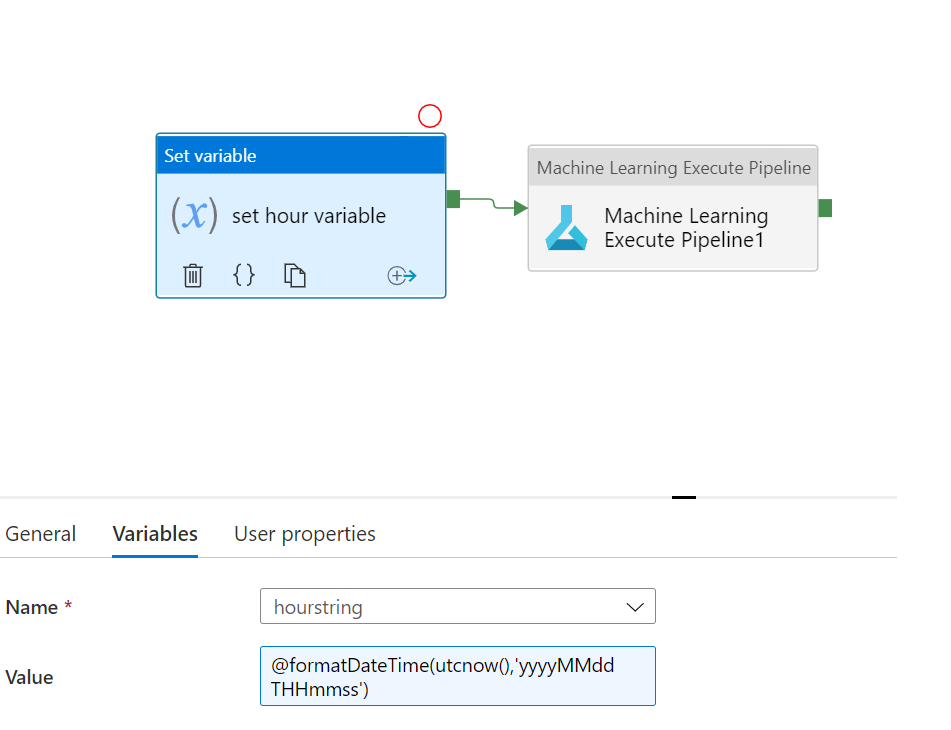 Set variable
(x) set hour variable
Machine Learning Execute Pipeline
Machine Learning
Execute Pipeline1
General Variables User properties
Name * hourstring
Value @formatDateTime(utcnow(),'yyyyMMdd
THHmmss')